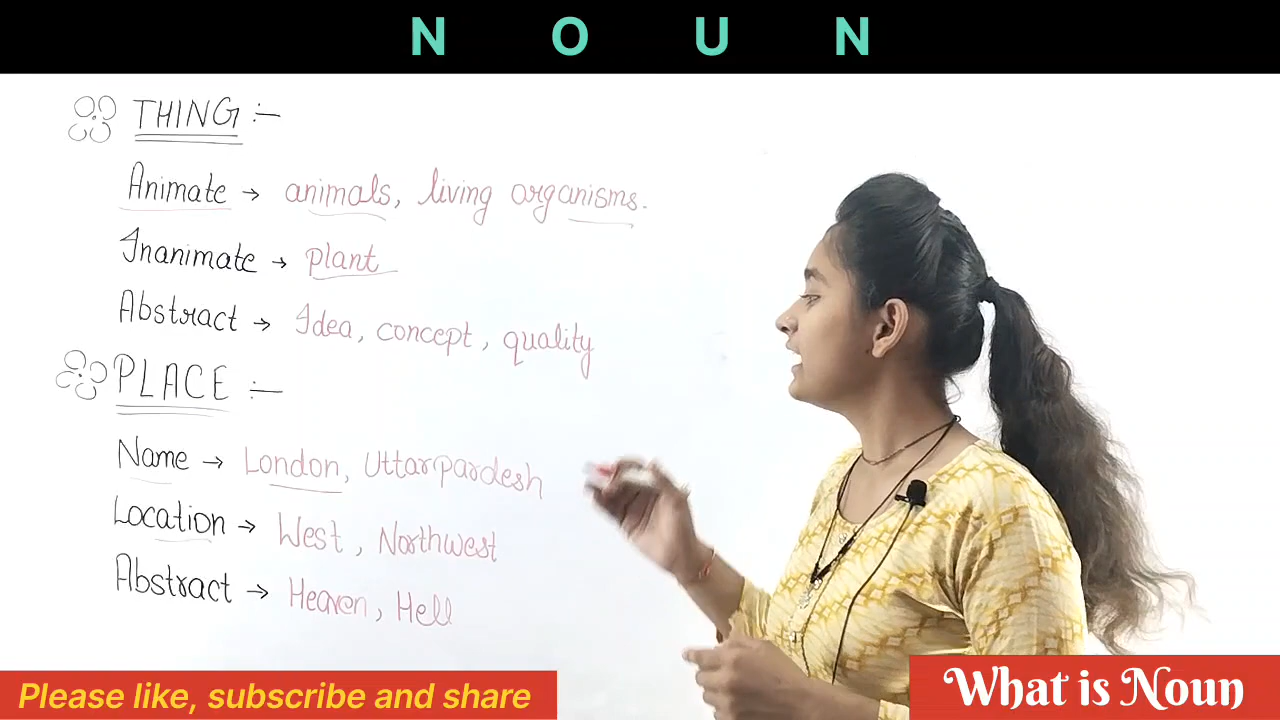 N O U N
THING :-
Animate → animals, living organisms.
Inanimate → plant
Abstract → Idea, concept, quality
PLACE :-
Name → London, Uttarpardesh
Location → West, Northwest
Abstract → Heaven, Hell
Please like, subscribe and share
What is Noun